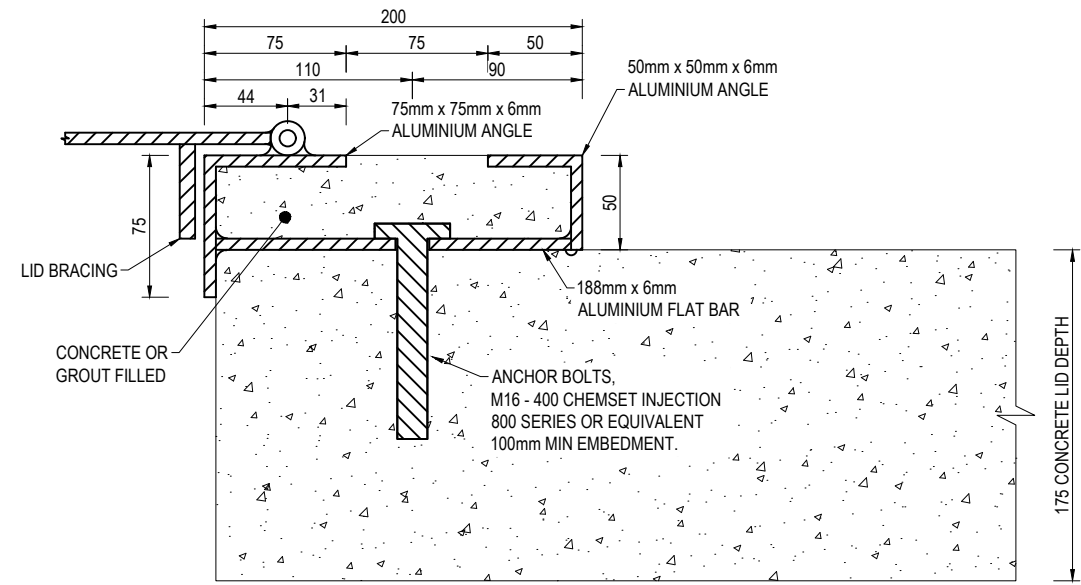 200
75
75
50
110
90
44
31
50mm x 50mm x 6mm
ALUMINIUM ANGLE
75mm x 75mm x 6mm
ALUMINIUM ANGLE
75
50
LID BRACING
188mm x 6mm
ALUMINIUM FLAT BAR
CONCRETE OR
GROUT FILLED
ANCHOR BOLTS,
M16 - 400 CHEMSET INJECTION
800 SERIES OR EQUIVALENT
100mm MIN EMBEDMENT.
175 CONCRETE LID DEPTH